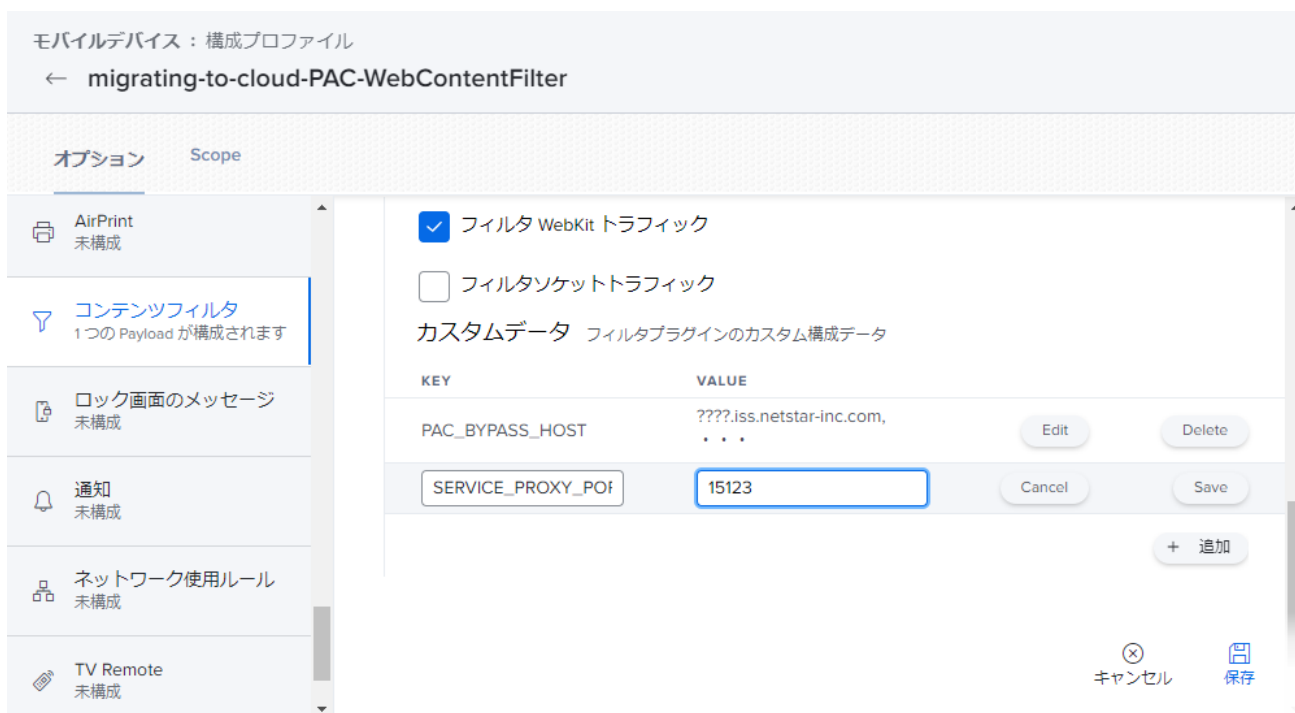 モバイルデバイス : 構成プロファイル
← migrating-to-cloud-PAC-WebContentFilter
オプション Scope
AirPrint
未構成
コンテンツフィルタ
1 つの Payload が構成されます
ロック画面のメッセージ
未構成
通知
未構成
ネットワーク使用ルール
未構成
TV Remote
未構成
フィルタ WebKit トラフィック
フィルタソケットトラフィック
カスタムデータ フィルタプラグインのカスタム構成データ
KEY VALUE
PAC_BYPASS_HOST ????.iss.netstar-inc.com, Edit Delete
・・・
SERVICE_PROXY_POF 15123 Cancel Save
+ 追加
キャンセル 保存